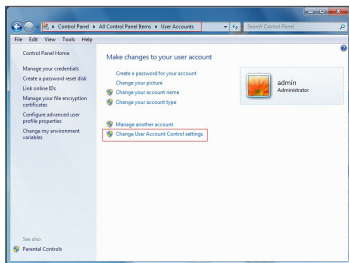 Control Panel ▸ All Control Panel Items ▸ User Accounts
Search Control Panel
File Edit View Tools Help
Control Panel Home
Manage your credentials
Create a password reset disk
Link online IDs
Manage your file encryption
certificates
Configure advanced user
profile properties
Change my environment
variables
See also
Parental Controls
Make changes to your user account
Create a password for your account
Change your picture
Change your account name
Change your account type
Manage another account
Change User Account Control settings
admin
Administrator